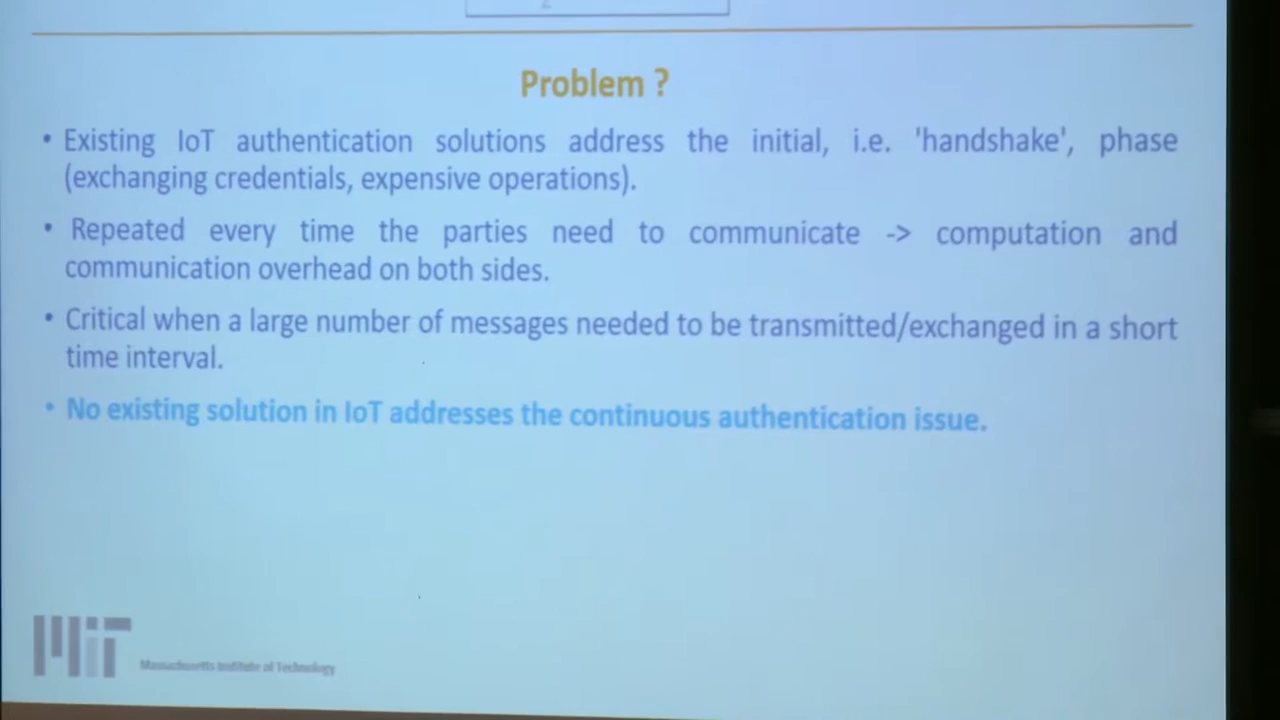 Problem ?
• Existing IoT authentication solutions address the initial, i.e. 'handshake', phase
(exchanging credentials, expensive operations).
• Repeated every time the parties need to communicate -> computation and
communication overhead on both sides.
• Critical when a large number of messages needed to be transmitted/exchanged in a short
time interval.
• No existing solution in IoT addresses the continuous authentication issue.
MIT
Massachusetts Institute of Technology